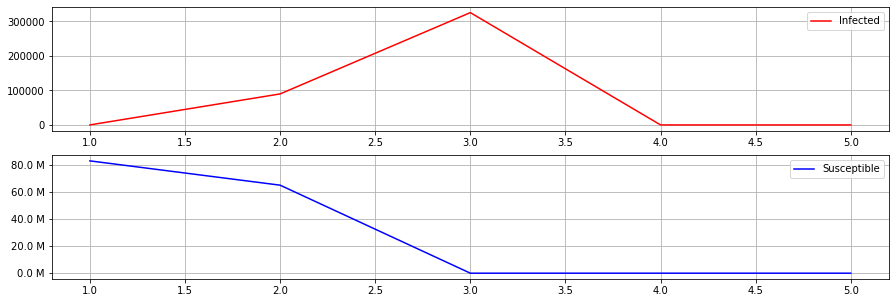 300000
200000
100000
0
Infected
1.0 1.5 2.0 2.5 3.0 3.5 4.0 4.5 5.0
80.0 M
60.0 M
40.0 M
20.0 M
0.0 M
Susceptible
1.0 1.5 2.0 2.5 3.0 3.5 4.0 4.5 5.0